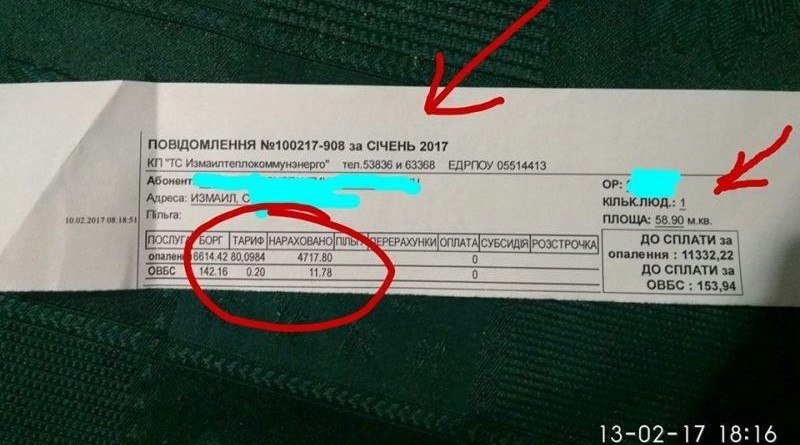 ПОВІДОМЛЕННЯ №100217-908 за СІЧЕНЬ 2017
КП "ТС Измаилтеплокоммунэнерго" тел.53836 и 63368 ЕДРПОУ 05514413
Абонент:
ОР:
Адреса: ИЗМАИЛ, С
КІЛЬК.ЛЮД.: 1
Пільга:
ПЛОЩА: 58.90 м.кв.
10.02.2017 08:18:51
ПОСЛУГА БОРГ ТАРИФ НАРАХОВАНО ПІЛЬГА ПЕРЕРАХУНКИ ОПЛАТА СУБСИДІЯ РОЗСТРОЧКА
опалення 6614.42 80,0984 4717.80 0
ОВБС 142.16 0.20 11.78 0
ДО СПЛАТИ за
опалення : 11332,22
ДО СПЛАТИ за
ОВБС : 153,94
13-02-17 18:16